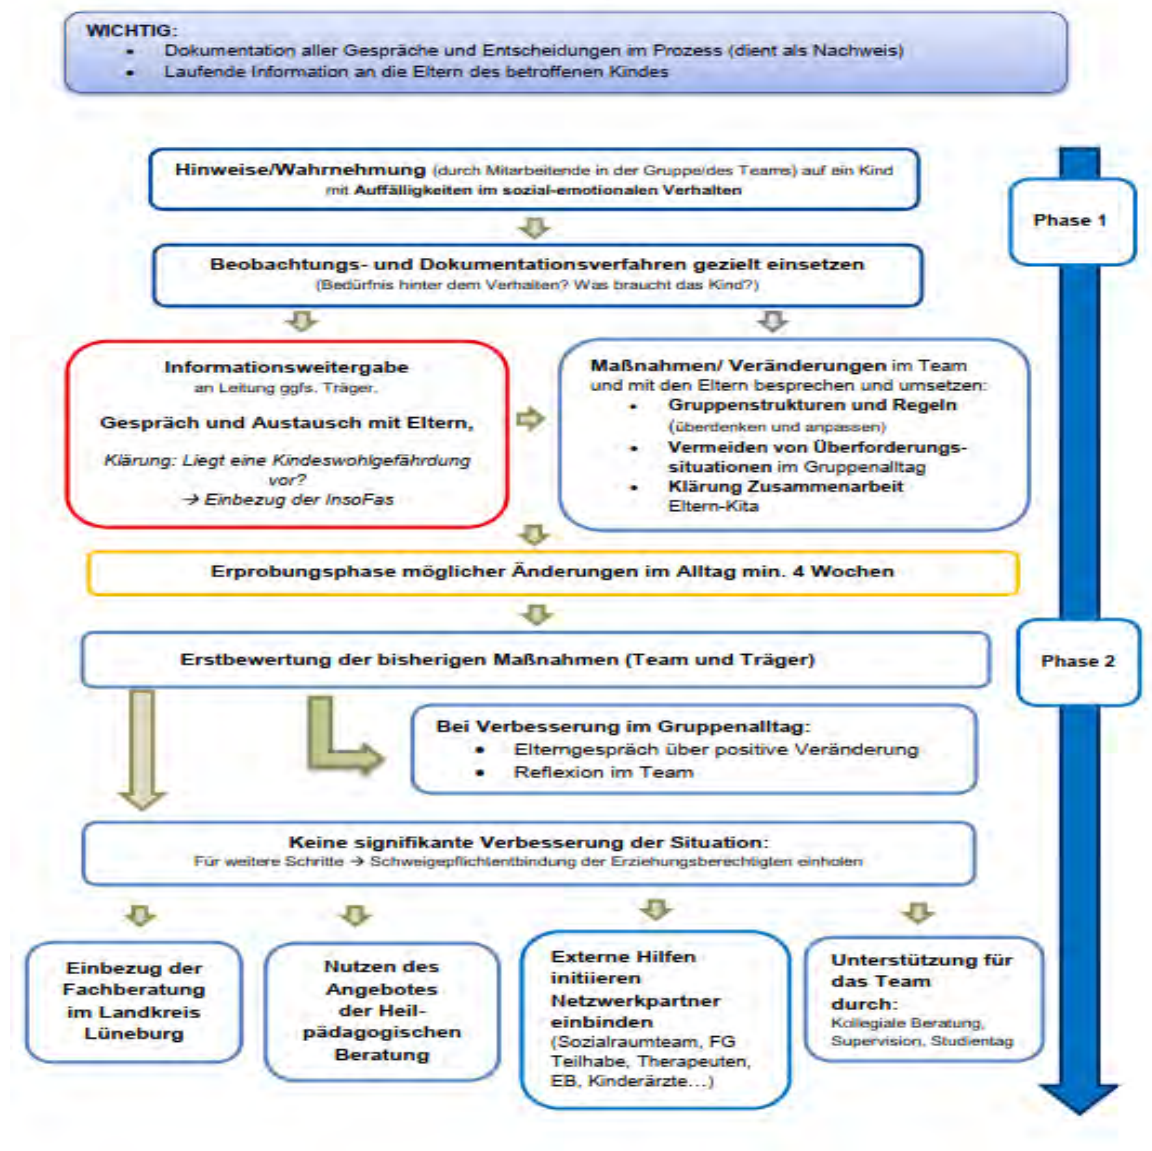 WICHTIG:
• Dokumentation aller Gespräche und Entscheidungen im Prozess (dient als Nachweis)
• Laufende Information an die Eltern des betroffenen Kindes
Hinweise/Wahrnehmung (durch Mitarbeitende in der Gruppe/des Teams) auf ein Kind
mit Auffälligkeiten im sozial-emotionalen Verhalten
Phase 1
Beobachtungs- und Dokumentationsverfahren gezielt einsetzen
(Bedürfnis hinter dem Verhalten? Was braucht das Kind?)
Informationsweitergabe
an Leitung ggfs. Träger,
Gespräch und Austausch mit Eltern,
Klärung: Liegt eine Kindeswohlgefährdung
vor?
→ Einbezug der InsoFas
Maßnahmen/ Veränderungen im Team
und mit den Eltern besprechen und umsetzen:
• Gruppenstrukturen und Regeln
(überdenken und anpassen)
• Vermeiden von Überforderungs-
situationen im Gruppenalltag
• Klärung Zusammenarbeit
Eltern-Kita
Erprobungsphase möglicher Änderungen im Alltag min. 4 Wochen
Erstbewertung der bisherigen Maßnahmen (Team und Träger)
Phase 2
Bei Verbesserung im Gruppenalltag:
• Elterngespräch über positive Veränderung
• Reflexion im Team
Keine signifikante Verbesserung der Situation:
Für weitere Schritte → Schweigepflichtentbindung der Erziehungsberechtigten einholen
Einbezug der
Fachberatung
im Landkreis
Lüneburg
Nutzen des
Angebotes
der Heil-
pädagogischen
Beratung
Externe Hilfen
initiieren
Netzwerkpartner
einbinden
(Sozialraumteam, FG
Teilhabe, Therapeuten,
EB, Kinderärzte…)
Unterstützung für
das Team
durch:
Kollegiale Beratung,
Supervision, Studientag